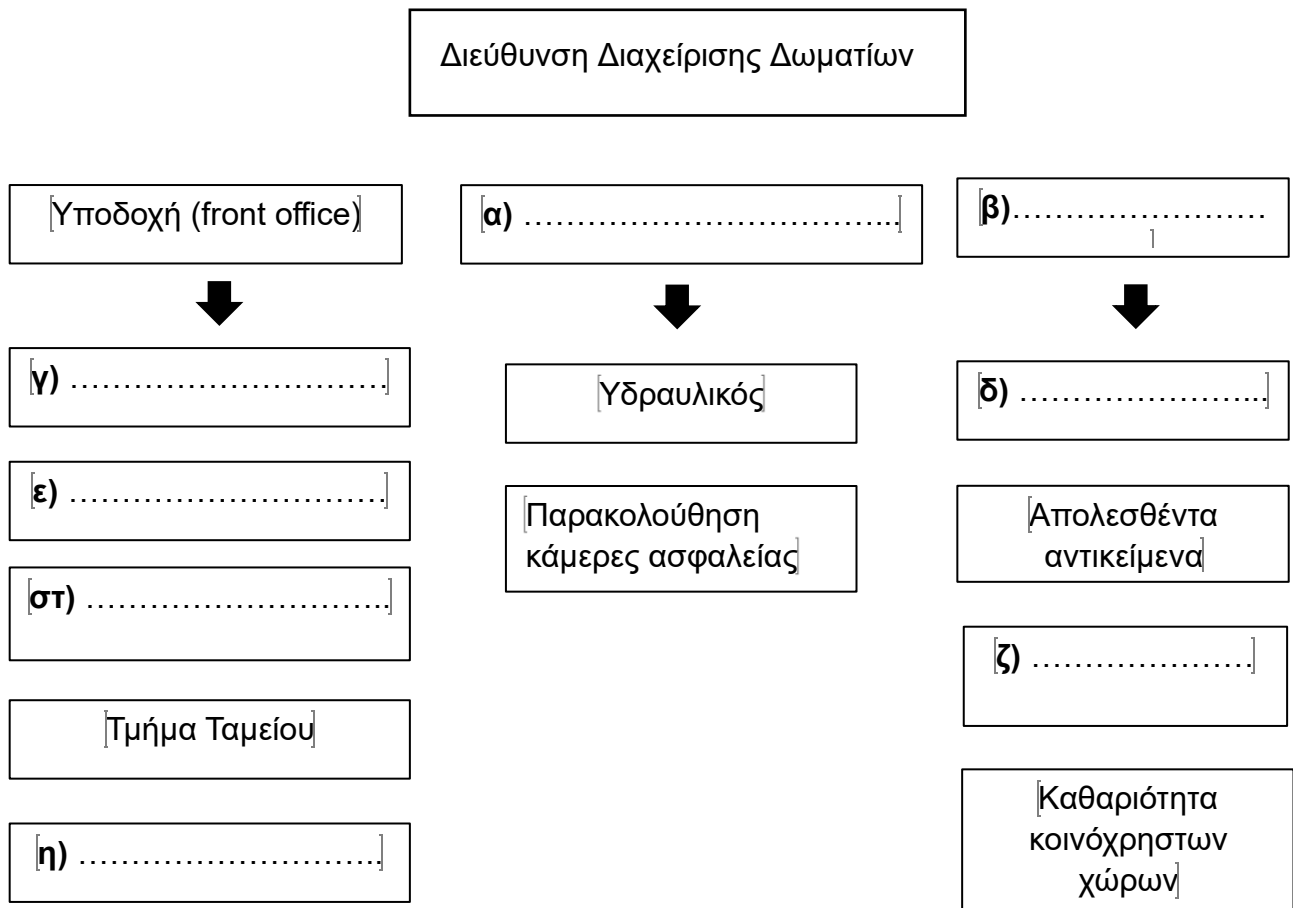 Διεύθυνση Διαχείρισης Δωματίων
Υποδοχή (front office)
α) …………………………………...
β)……………………
γ) …………………………
δ) …………………...
Υδραυλικός
ε) …………………………
Παρακολούθηση
κάμερες ασφαλείας
Απολεσθέντα
αντικείμενα
στ) ………………………..
ζ) …………………
Τμήμα Ταμείου
Καθαριότητα
κοινόχρηστων
χώρων
η) ………………………..